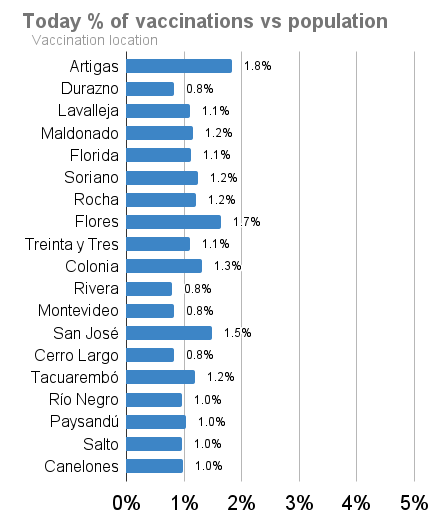 Today % of vaccinations vs population
Vaccination location
Artigas 1.8%
Durazno 0.8%
Lavalleja 1.1%
Maldonado 1.2%
Florida 1.1%
Soriano 1.2%
Rocha 1.2%
Flores 1.7%
Treinta y Tres 1.1%
Colonia 1.3%
Rivera 0.8%
Montevideo 0.8%
San José 1.5%
Cerro Largo 0.8%
Tacuarembó 1.2%
Río Negro 1.0%
Paysandú 1.0%
Salto 1.0%
Canelones 1.0%
0% 1% 2% 3% 4% 5%